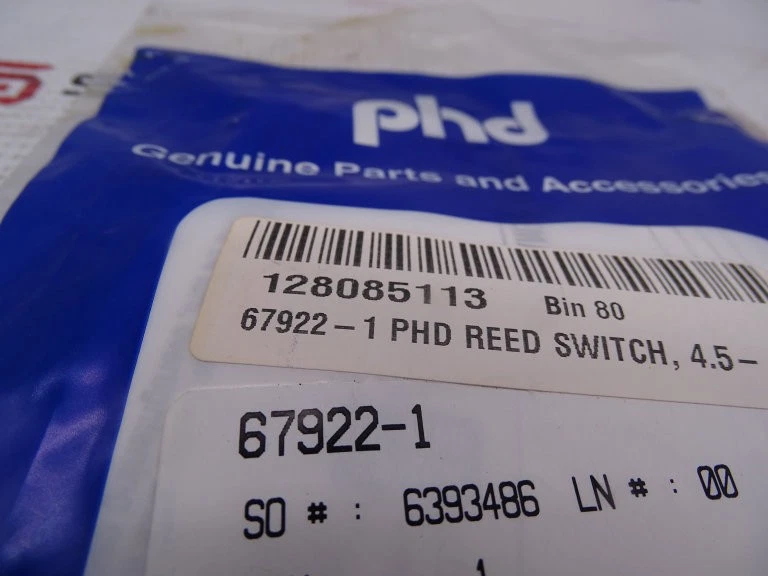 phd
Genuine Parts and Accessories
128085113 Bin 80
67922-1 PHD REED SWITCH, 4.5-
67922-1
SO # : 6393486 LN # : 00
1